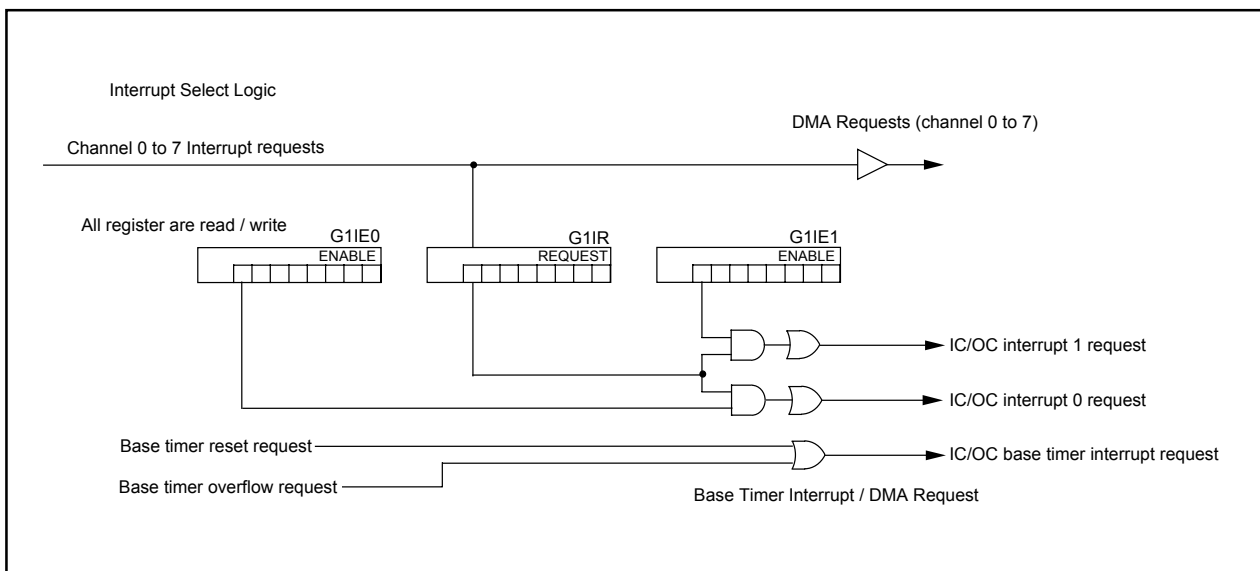 Interrupt Select Logic
DMA Requests (channel 0 to 7)
Channel 0 to 7 Interrupt requests
All register are read / write
G1IE0
ENABLE
G1IR
REQUEST
G1IE1
ENABLE
IC/OC interrupt 1 request
IC/OC interrupt 0 request
Base timer reset request
IC/OC base timer interrupt request
Base timer overflow request
Base Timer Interrupt / DMA Request